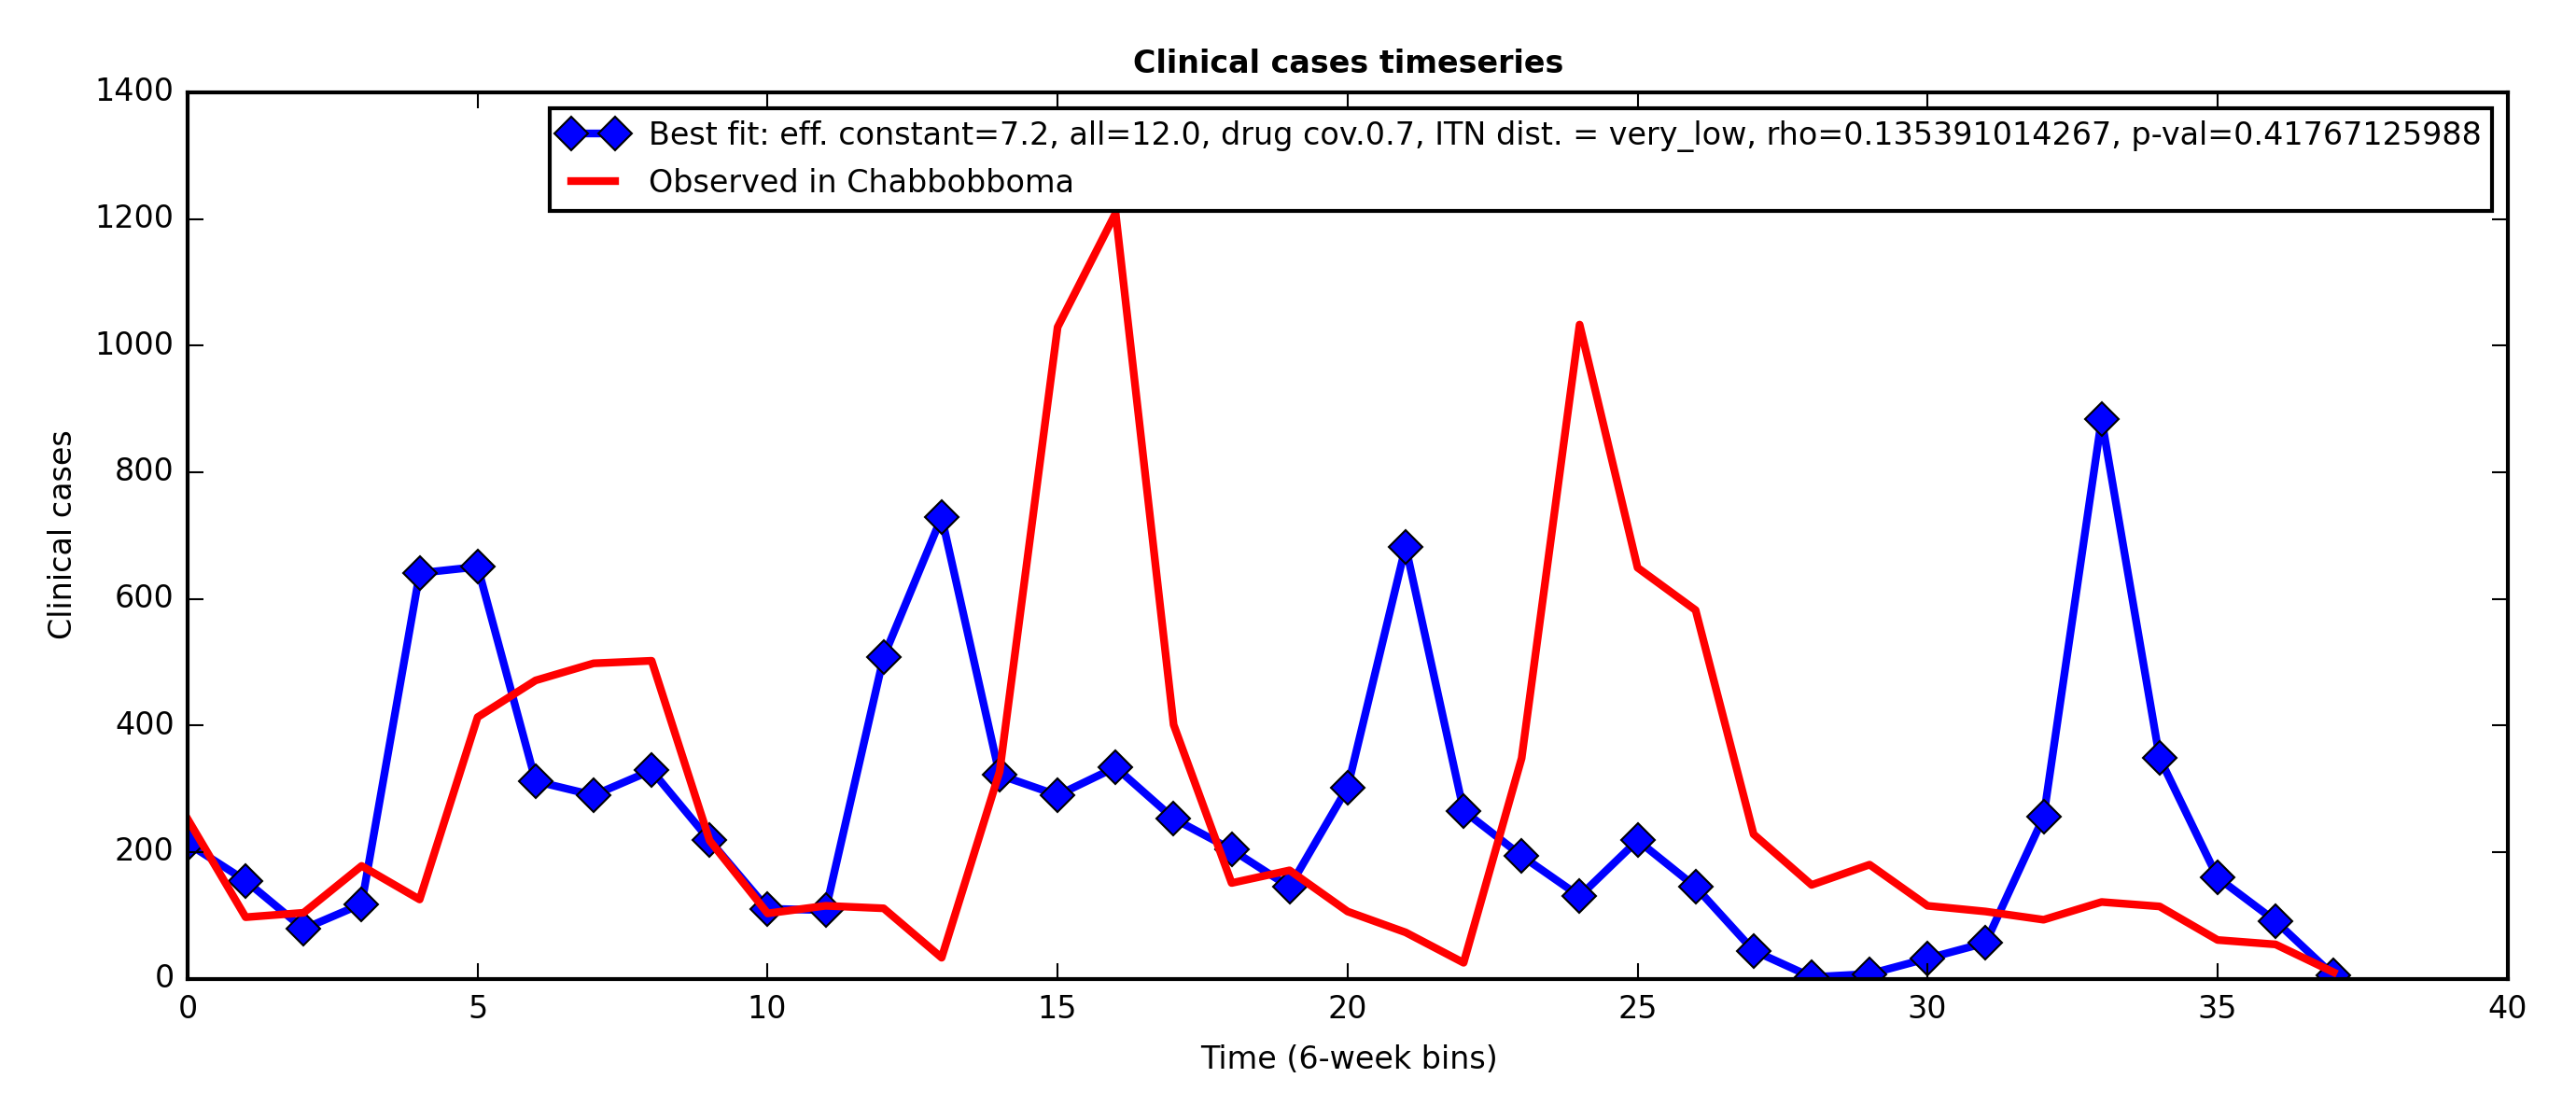 Clinical cases timeseries
1400
1200
1000
800
600
400
200
0
Clinical cases
Best fit: eff. constant=7.2, all=12.0, drug cov.0.7, ITN dist. = very_low, rho=0.135391014267, p-val=0.41767125988
Observed in Chabbobboma
0 5 10 15 20 25 30 35 40
Time (6-week bins)